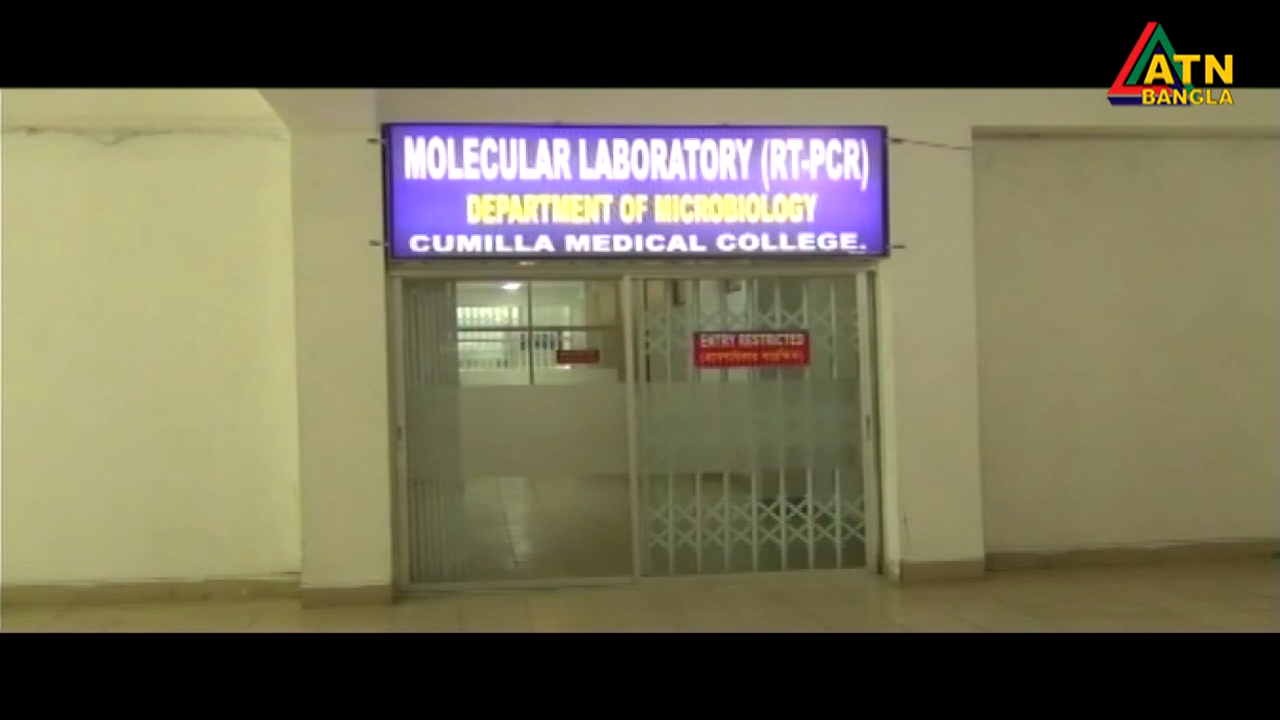 ATN
BANGLA
MOLECULAR LABORATORY (RT-PCR)
DEPARTMENT OF MICROBIOLOGY
CUMILLA MEDICAL COLLEGE.
ENTRY RESTRICTED